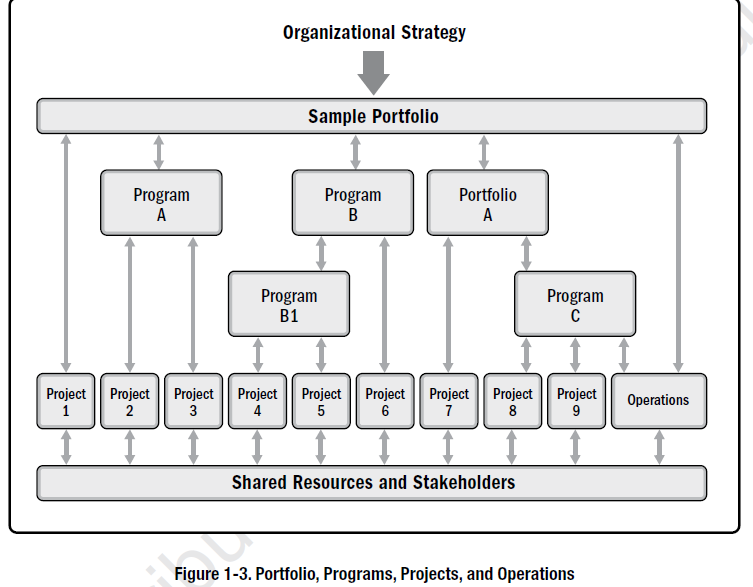 Organizational Strategy
Sample Portfolio
Program
A
Program
B
Portfolio
A
Program
B1
Program
C
Project
1
Project
2
Project
3
Project
4
Project
5
Project
6
Project
7
Project
8
Project
9
Operations
Shared Resources and Stakeholders
Figure 1-3. Portfolio, Programs, Projects, and Operations